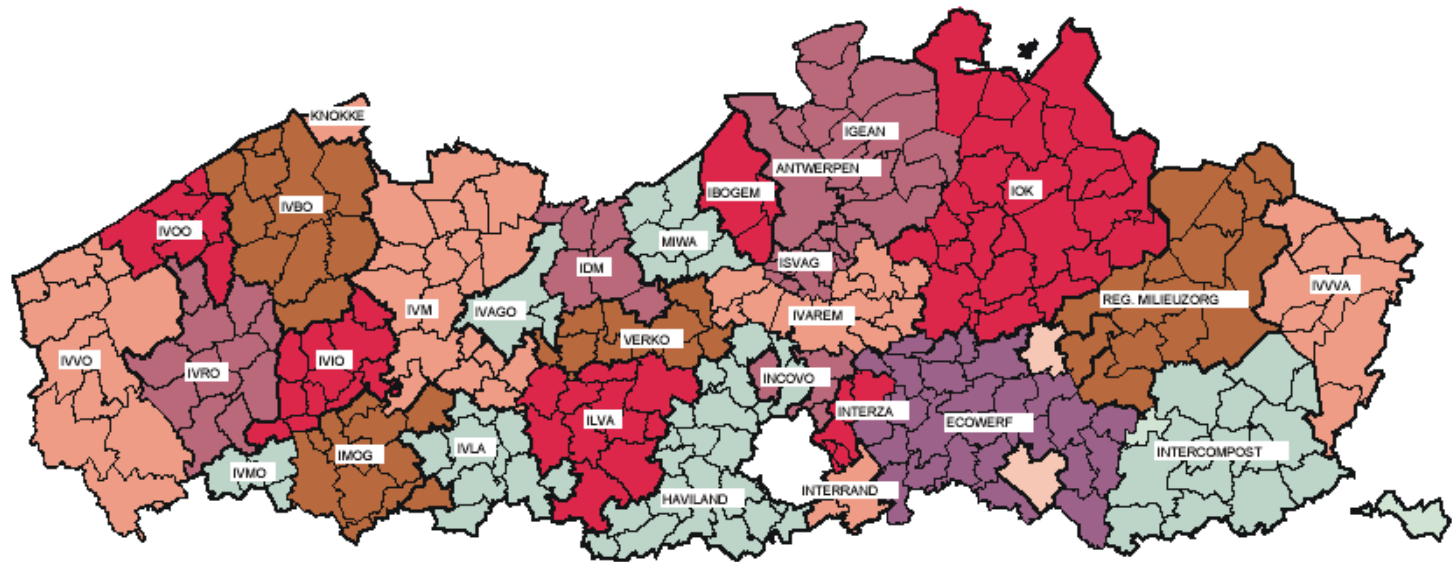 KNOKKE
IGEAN
ANTWERPEN
IBOGEM
IOK
IVBO
IVOO
MIWA
IDM
ISVAG
REG. MILIEUZORG
IVVVA
IVM
IVAGO
IVAREM
VERKO
IVVO
IVRO
IVIO
INCOVO
INTERZA
ILVA
ECOWERF
IVLA
IMOG
INTERCOMPOST
IVMO
INTERRAND
HAVILAND